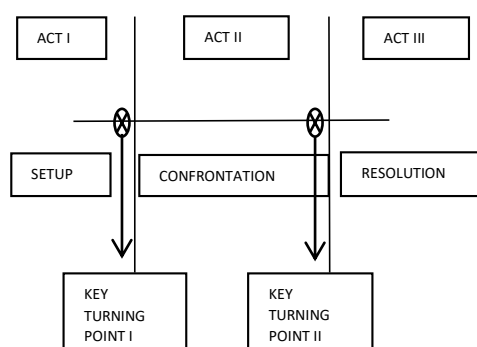 ACT I
ACT II
ACT III
SETUP
CONFRONTATION
RESOLUTION
KEY
TURNING
POINT I
KEY
TURNING
POINT II